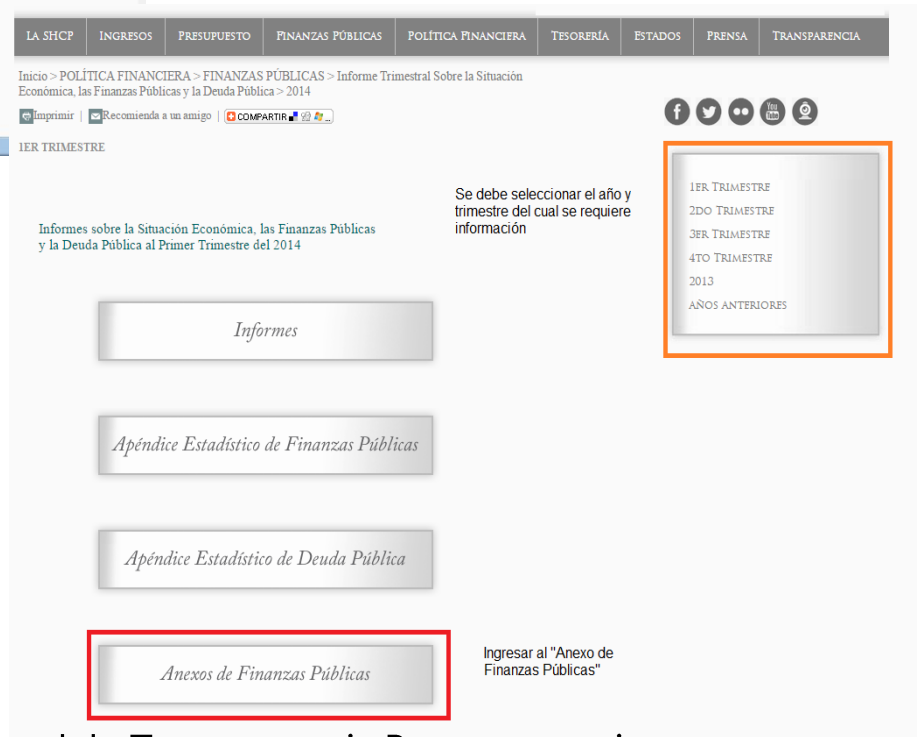 LA SHCP INGRESOS PRESUPUESTO FINANZAS PÚBLICAS POLÍTICA FINANCIERA TESORERÍA ESTADOS PRENSA TRANSPARENCIA
Inicio > POLÍTICA FINANCIERA > FINANZAS PÚBLICAS > Informe Trimestral Sobre la Situación
Económica, las Finanzas Públicas y la Deuda Pública > 2014
Imprimir | Recomienda a un amigo | COMPARTIR
1ER TRIMESTRE
Se debe seleccionar el año y
trimestre del cual se requiere
información
1ER TRIMESTRE
2DO TRIMESTRE
3ER TRIMESTRE
4TO TRIMESTRE
2013
AÑOS ANTERIORES
Informes sobre la Situación Económica, las Finanzas Públicas
y la Deuda Pública al Primer Trimestre del 2014
Informes
Apéndice Estadístico de Finanzas Públicas
Apéndice Estadístico de Deuda Pública
Anexos de Finanzas Públicas
Ingresar al "Anexo de
Finanzas Públicas"